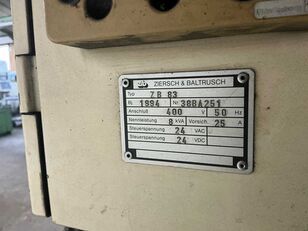 ZIERSCH & BALTRUSCH
Typ ZB 83
Bj. 1994 Nr. 38BA251
Anschluß 400 V 50 Hz
Nennleistung 8 kVA Vorsich. 25 A
Steuerspannung 24 VAC
Steuerspannung 24 VDC